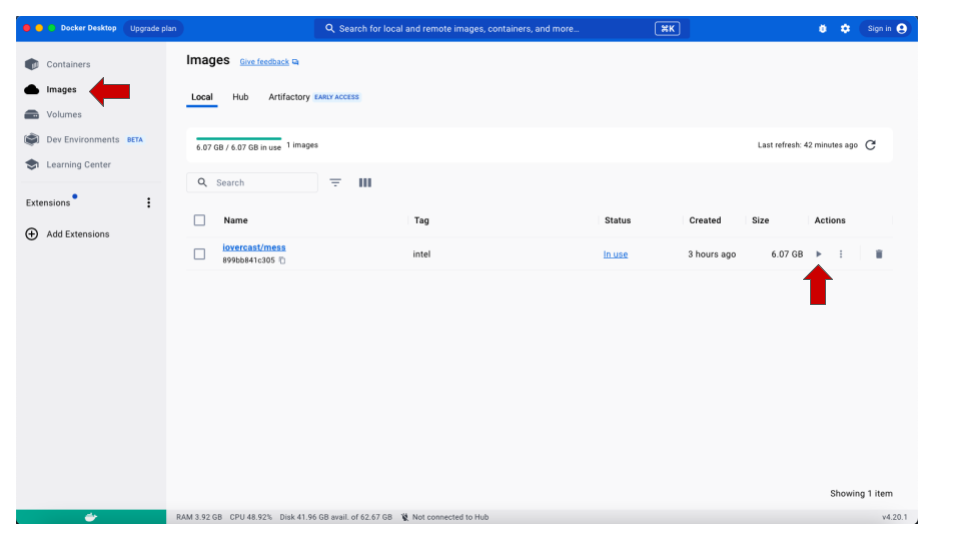 Docker Desktop Upgrade plan Search for local and remote images, containers, and more... ⌘K Sign in
Containers
Images
Volumes
Dev Environments BETA
Learning Center
Extensions
Add Extensions
Images Give feedback
Local Hub Artifactory EARLY ACCESS
6.07 GB / 6.07 GB in use 1 images Last refresh: 42 minutes ago
Search
Name Tag Status Created Size Actions
iovercast/mess intel In use 3 hours ago 6.07 GB
899bb841c305
Showing 1 item
RAM 3.92 GB CPU 48.92% Disk 41.96 GB avail. of 62.67 GB Not connected to Hub v4.20.1